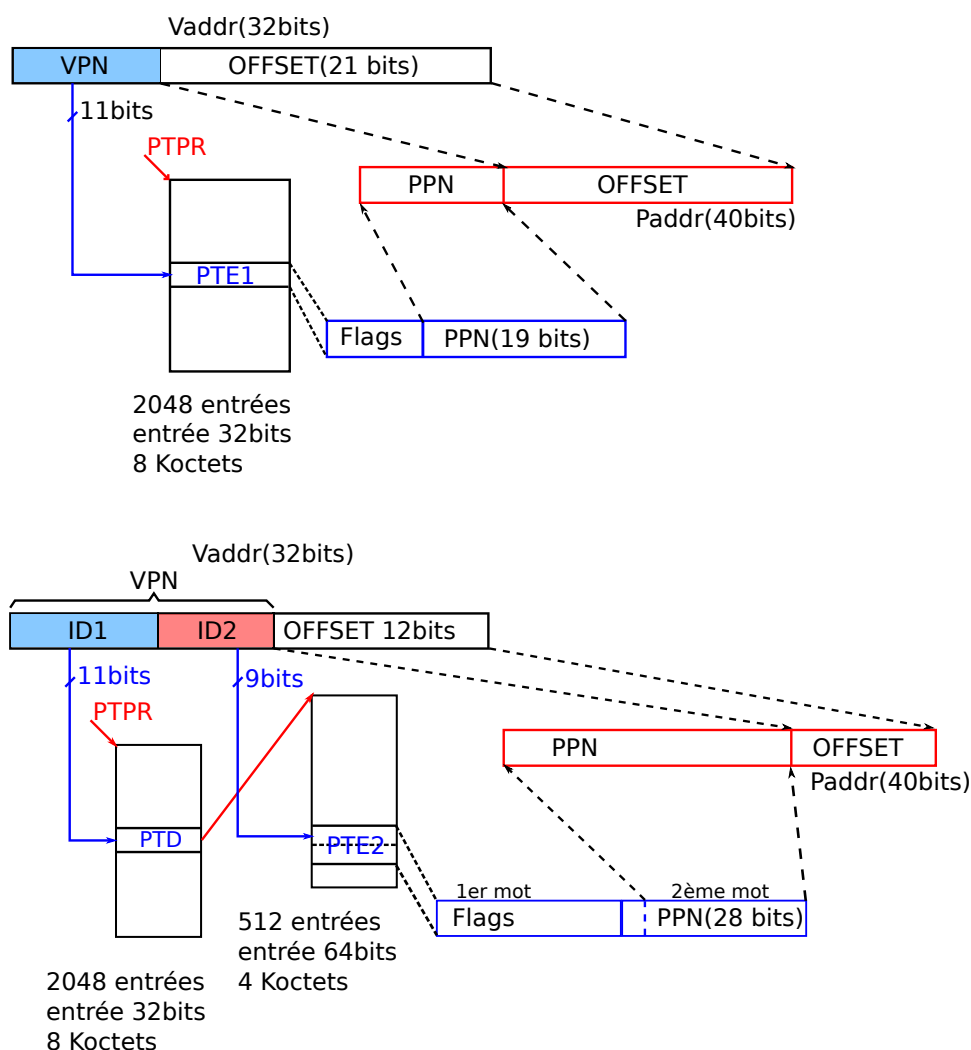 Vaddr(32bits)
VPN
OFFSET(21 bits)
11bits
PTPR
PPN
OFFSET
Paddr(40bits)
PTE1
Flags
PPN(19 bits)
2048 entrées
entrée 32bits
8 Koctets
Vaddr(32bits)
VPN
ID1
ID2
OFFSET 12bits
11bits
9bits
PTPR
PPN
OFFSET
Paddr(40bits)
PTD
PTE2
1er mot
2ème mot
Flags
PPN(28 bits)
512 entrées
entrée 64bits
4 Koctets
2048 entrées
entrée 32bits
8 Koctets